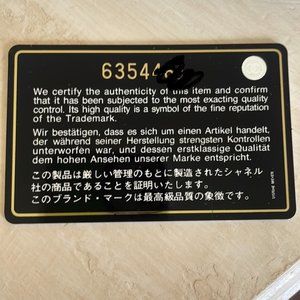 63544
We certify the authenticity of this item and confirm
that it has been subjected to the most exacting quality
control. Its high quality is a symbol of the fine reputation
of the Trademark.
Wir bestätigen, dass es sich um einen Artikel handelt,
der während seiner Herstellung strengsten Kontrollen
unterworfen war, und dessen erstklassige Qualität
dem hohen Ansehen unserer Marke entspricht.
この製品は厳しい管理のもとに製造されたシャネル
社の商品であることを証明いたします。
このブランド・マークは最高級品質の象徴です。